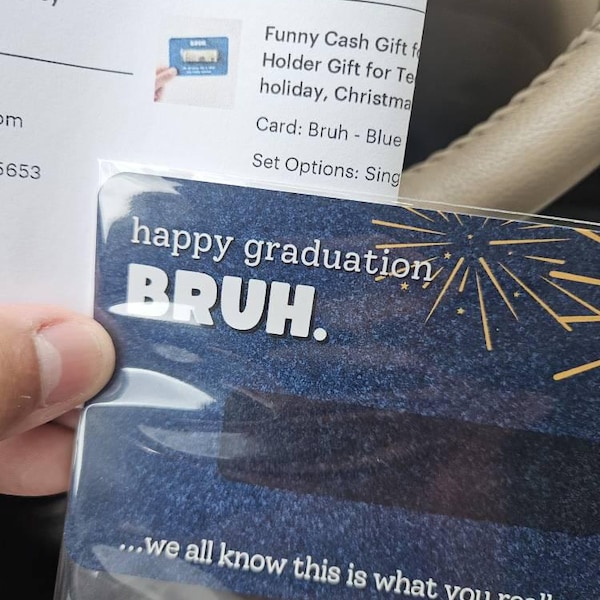 Funny Cash Gift
Holder Gift for
holiday, Christma
Card: Bruh - Blue
Set Options: Sing
om
5653
BRUH.
happy graduation
BRUH.
...we all know this is what you